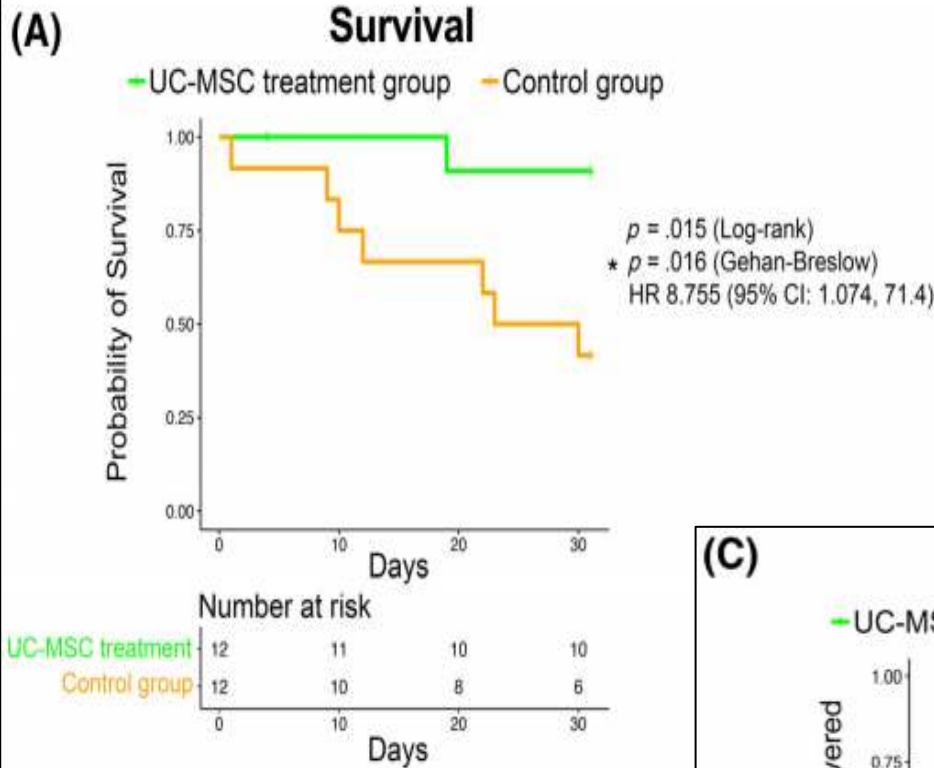 (A)
Survival
UC-MSC treatment group Control group
Probability of Survival
1.00
0.75
0.50
0.25
0.00
0 10 20 30
Days
p = .015 (Log-rank)
* p = .016 (Gehan-Breslow)
HR 8.755 (95% CI: 1.074, 71.4)
Number at risk
UC-MSC treatment 12 11 10 10
Control group 12 10 8 6
0 10 20 30
Days
(C)
UC-MS
1.00
vered
0.75